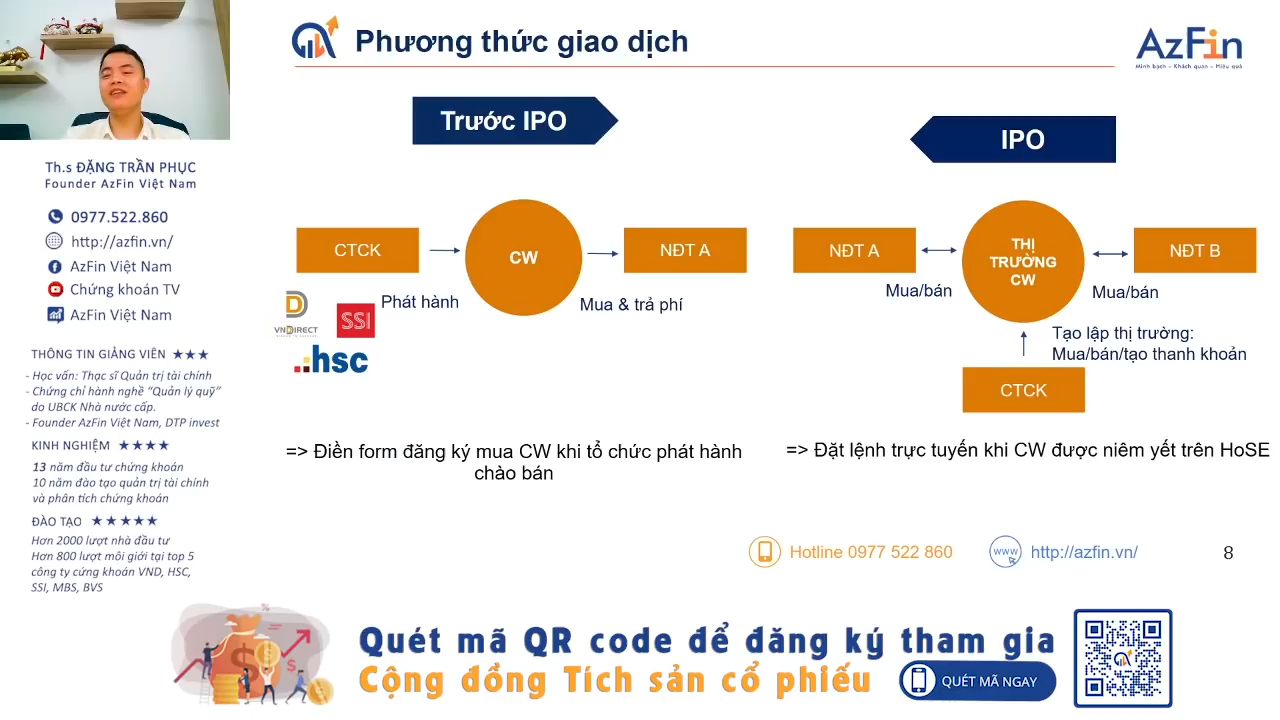 Phương thức giao dịch
AzFin
Minh bạch – Khách quan – Hiệu quả
Th.s ĐẶNG TRẦN PHỤC
Founder AzFin Việt Nam
0977.522.860
http://azfin.vn/
AzFin Việt Nam
Chứng khoán TV
AzFin Việt Nam
THÔNG TIN GIẢNG VIÊN ★★★
- Học vấn: Thạc sĩ Quản trị tài chính
- Chứng chỉ hành nghề “Quản lý quỹ”
do UBCK Nhà nước cấp.
- Founder AzFin Việt Nam, DTP invest
KINH NGHIỆM ★★★★
13 năm đầu tư chứng khoán
10 năm đào tạo quản trị tài chính
và phân tích chứng khoán
ĐÀO TẠO ★★★★★
Hơn 2000 lượt nhà đầu tư
Hơn 800 lượt môi giới tại top 5
công ty cứng khoán VND, HSC,
SSI, MBS, BVS
Trước IPO
CTCK
CW
NĐT A
Phát hành
Mua & trả phí
VNDIRECT
SSI
hsc
=> Điền form đăng ký mua CW khi tổ chức phát hành
chào bán
IPO
NĐT A
THỊ
TRƯỜNG
CW
NĐT B
Mua/bán
Mua/bán
Tạo lập thị trường:
Mua/bán/tạo thanh khoản
CTCK
=> Đặt lệnh trực tuyến khi CW được niêm yết trên HoSE
Hotline 0977 522 860
www
http://azfin.vn/
8
Quét mã QR code để đăng ký tham gia
Cộng đồng Tích sản cổ phiếu
QUÉT MÃ NGAY